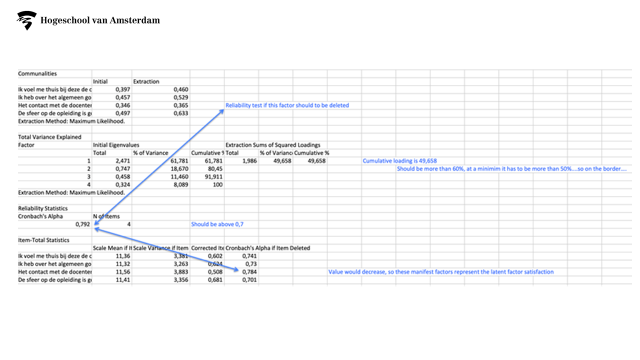 Hogeschool van Amsterdam
Communalities
Initial Extraction
Ik voel me thuis bij deze de c 0,397 0,460
Ik heb over het algemeen go 0,457 0,529
Het contact met de docenter 0,346 0,365 Reliability test if this factor should to be deleted
De sfeer op de opleiding is g 0,497 0,633
Extraction Method: Maximum Likelihood.
Total Variance Explained
Factor Initial Eigenvalues Extraction Sums of Squared Loadings
Total % of Variance Cumulative % Total % of Varianc Cumulative %
1 2,471 61,781 61,781 1,986 49,658 49,658 Cumulative loading is 49,658
2 0,747 18,670 80,45 Should be more than 60%, at a minimim it has to be more than 50%...so on the border....
3 0,458 11,460 91,911
4 0,324 8,089 100
Extraction Method: Maximum Likelihood.
Reliability Statistics
Cronbach's Alpha N of Items
0,792 4 Should be above 0,7
Item-Total Statistics
Scale Mean if It Scale Variance if Item Corrected Ite Cronbach's Alpha if Item Deleted
Ik voel me thuis bij deze de c 11,36 3,381 0,602 0,741
Ik heb over het algemeen go 11,32 3,263 0,624 0,73
Het contact met de docenter 11,56 3,883 0,508 0,784 Value would decrease, so these manifest factors represent the latent factor satisfaction
De sfeer op de opleiding is g 11,41 3,356 0,681 0,701